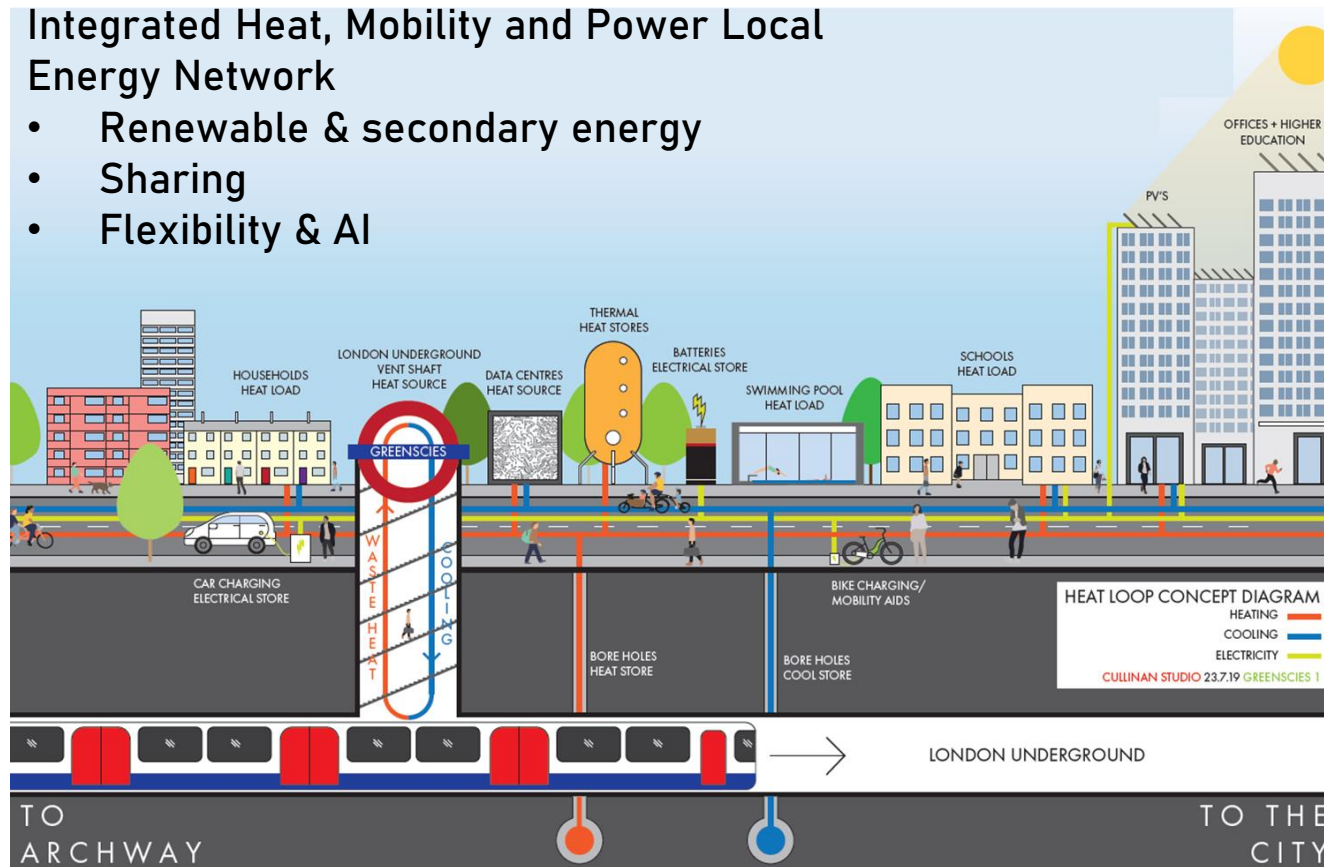 Integrated Heat, Mobility and Power Local
Energy Network
• Renewable & secondary energy
• Sharing
• Flexibility & AI
OFFICES + HIGHER
EDUCATION
PV'S
THERMAL
HEAT STORES
LONDON UNDERGROUND
VENT SHAFT
HEAT SOURCE
BATTERIES
ELECTRICAL STORE
HOUSEHOLDS
HEAT LOAD
DATA CENTRES
HEAT SOURCE
SWIMMING POOL
HEAT LOAD
SCHOOLS
HEAT LOAD
GREENSCIES
WASTE HEAT
COOLING
CAR CHARGING
ELECTRICAL STORE
BIKE CHARGING/
MOBILITY AIDS
BORE HOLES
HEAT STORE
BORE HOLES
COOL STORE
HEAT LOOP CONCEPT DIAGRAM
HEATING
COOLING
ELECTRICITY
CULLINAN STUDIO 23.7.19 GREENSCIES 1
LONDON UNDERGROUND
TO
ARCHWAY
TO THE
CITY